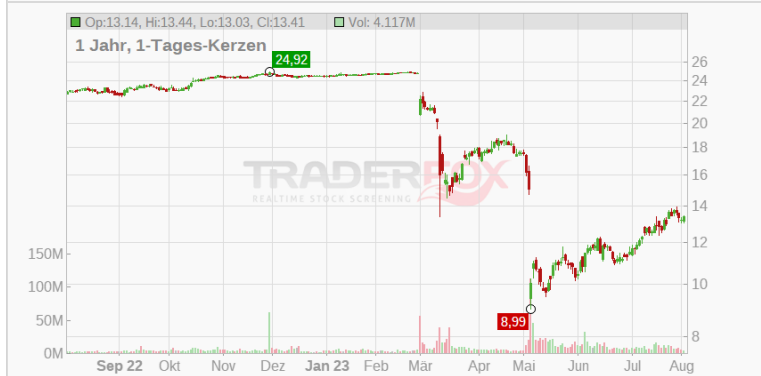 Op:13.14, Hi:13.44, Lo:13.03, Cl:13.41 Vol: 4.117M
1 Jahr, 1-Tages-Kerzen
24,92
26
24
22
20
18
TRADERFOX
16
REALTIME STOCK SCREENING
14
12
150M
10
100M
8,99
50M
8
0M
Sep 22 Okt Nov Dez Jan 23 Feb Mär Apr Mai Jun Jul Aug